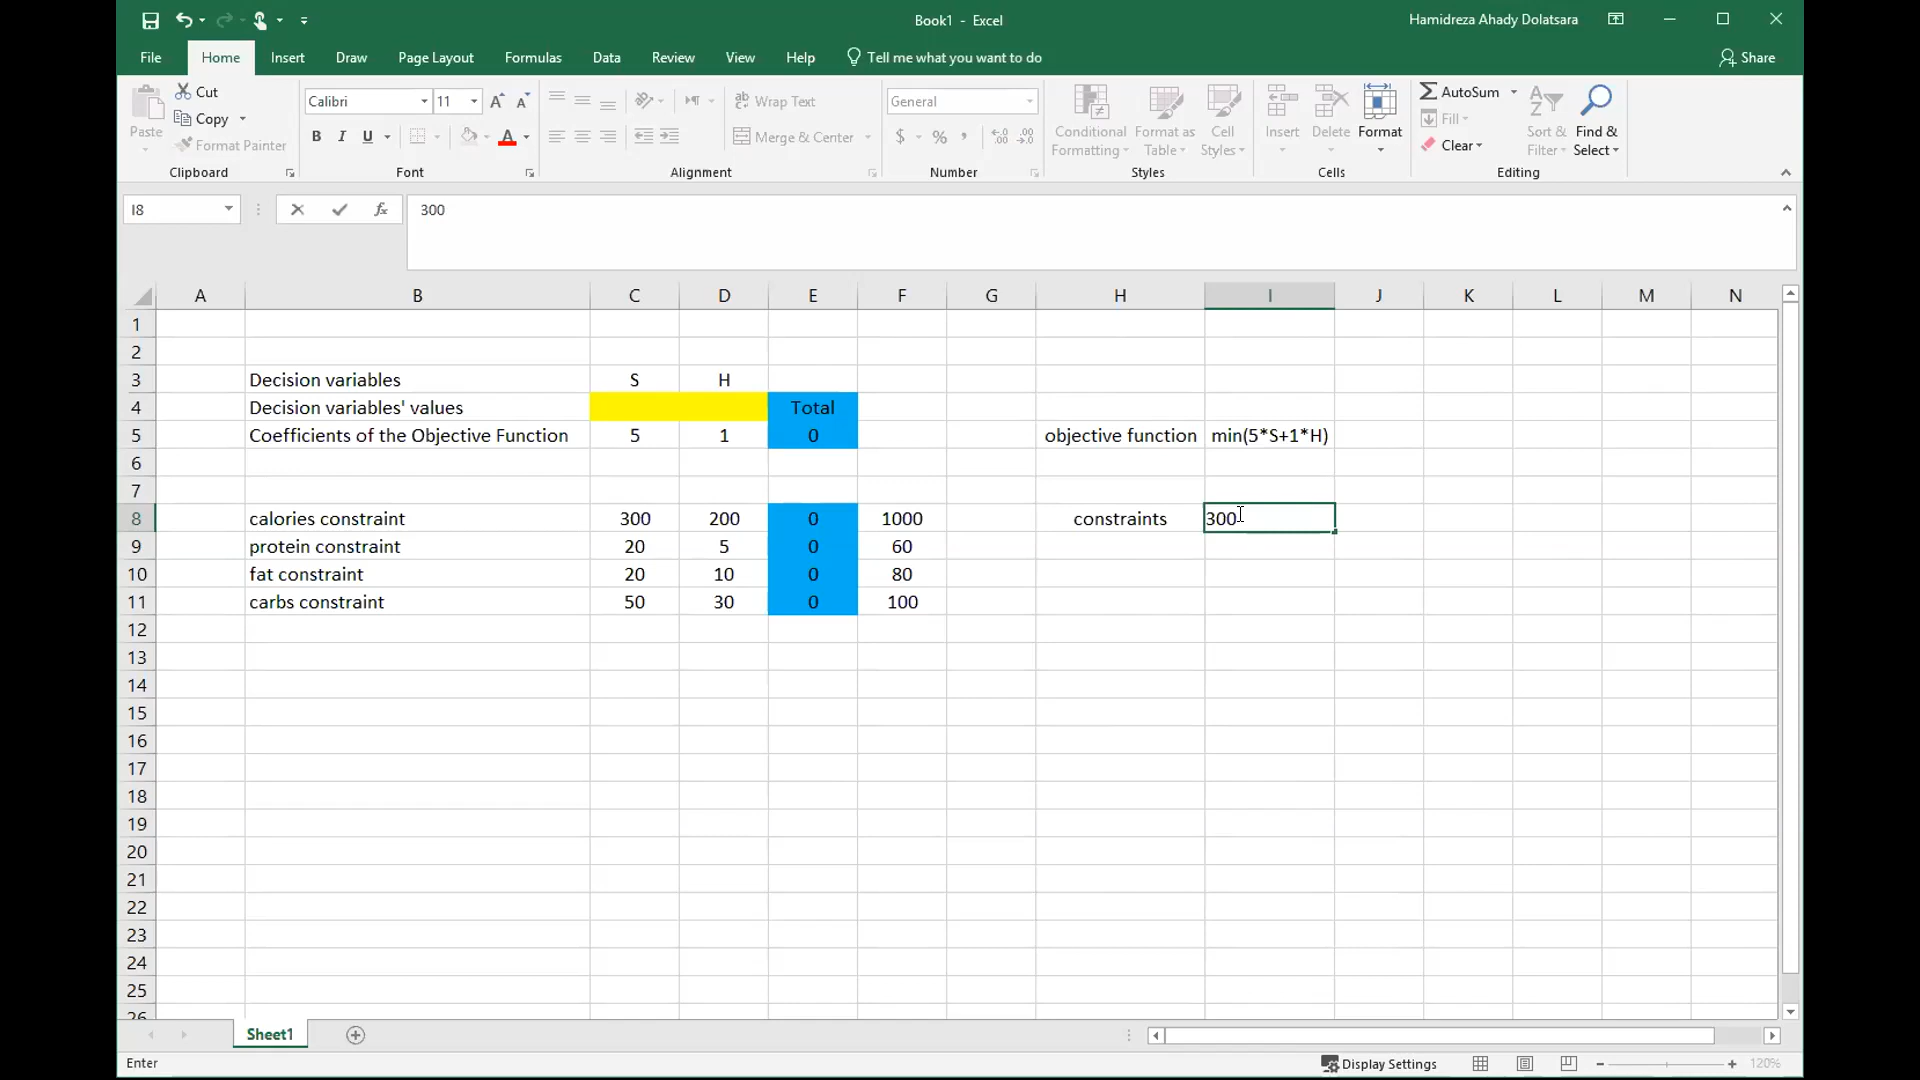 Book1 - Excel
Hamidreza Ahady Dolatsara
File Home Insert Draw Page Layout Formulas Data Review View Help Tell me what you want to do Share
Paste
Cut
Copy
Format Painter
Clipboard
Calibri 11
B I U
Font
Wrap Text
Merge & Center
Alignment
General
$ % ,
Number
Conditional Formatting
Format as Table
Cell Styles
Styles
Insert Delete Format
Cells
AutoSum
Fill
Clear
Sort & Filter
Find & Select
Editing
I8 fx 300
A B C D E F G H I J K L M N
1
2
3 Decision variables S H
4 Decision variables' values Total
5 Coefficients of the Objective Function 5 1 0 objective function min(5*S+1*H)
6
7
8 calories constraint 300 200 0 1000 constraints 300
9 protein constraint 20 5 0 60
10 fat constraint 20 10 0 80
11 carbs constraint 50 30 0 100
12
13
14
15
16
17
18
19
20
21
22
23
24
25
26
Sheet1
Enter Display Settings 120%